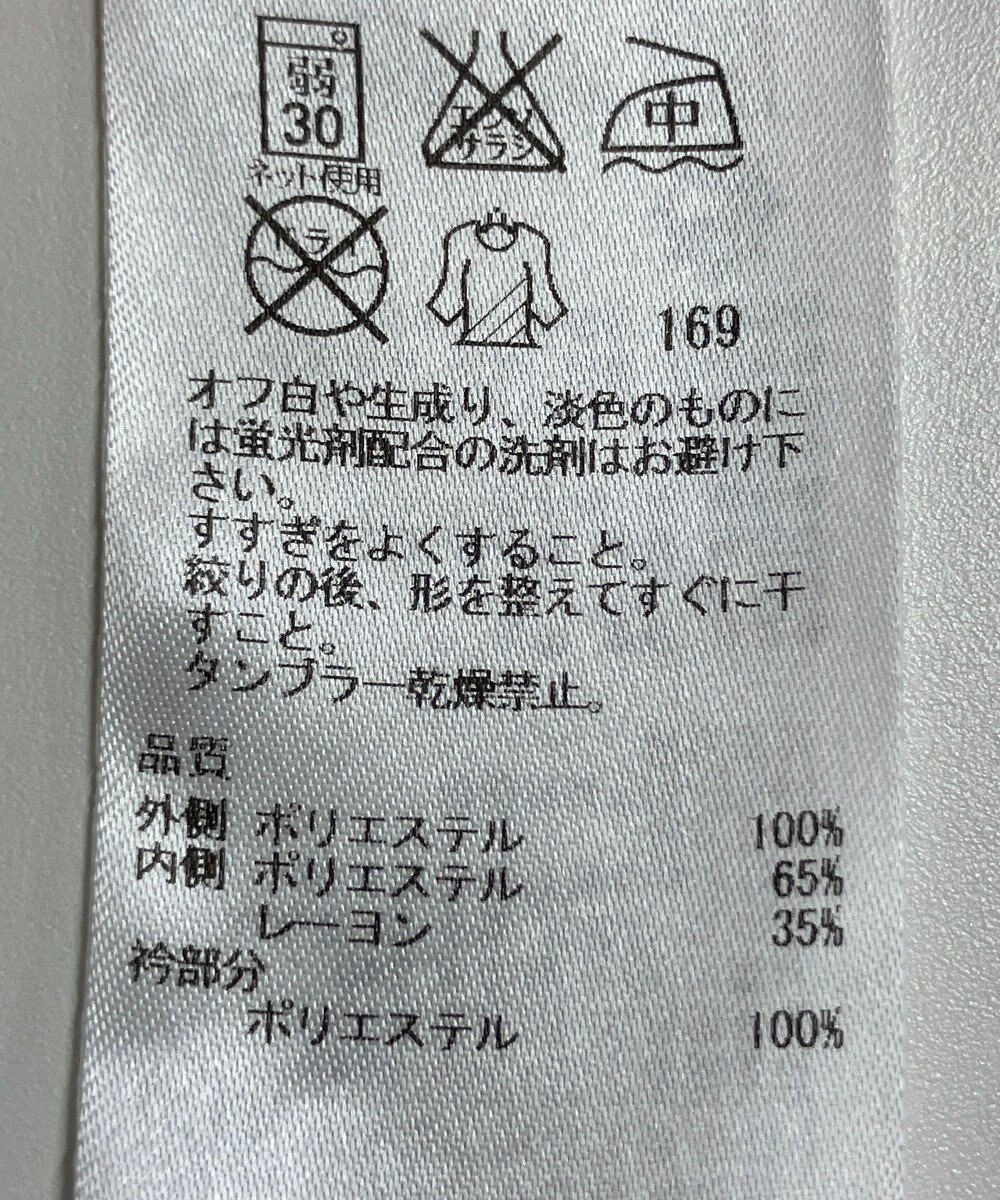 弱
30
ネット使用
エンソ
サラシ
中
ドライ
169
オフ白や生成り、淡色のものに
は蛍光剤配合の洗剤はお避け下
さい。
すすぎをよくすること。
絞りの後、形を整えてすぐに干
すこと。
タンブラー乾燥禁止。
品質
外側 ポリエステル 100%
内側 ポリエステル 65%
レーヨン 35%
衿部分
ポリエステル 100%